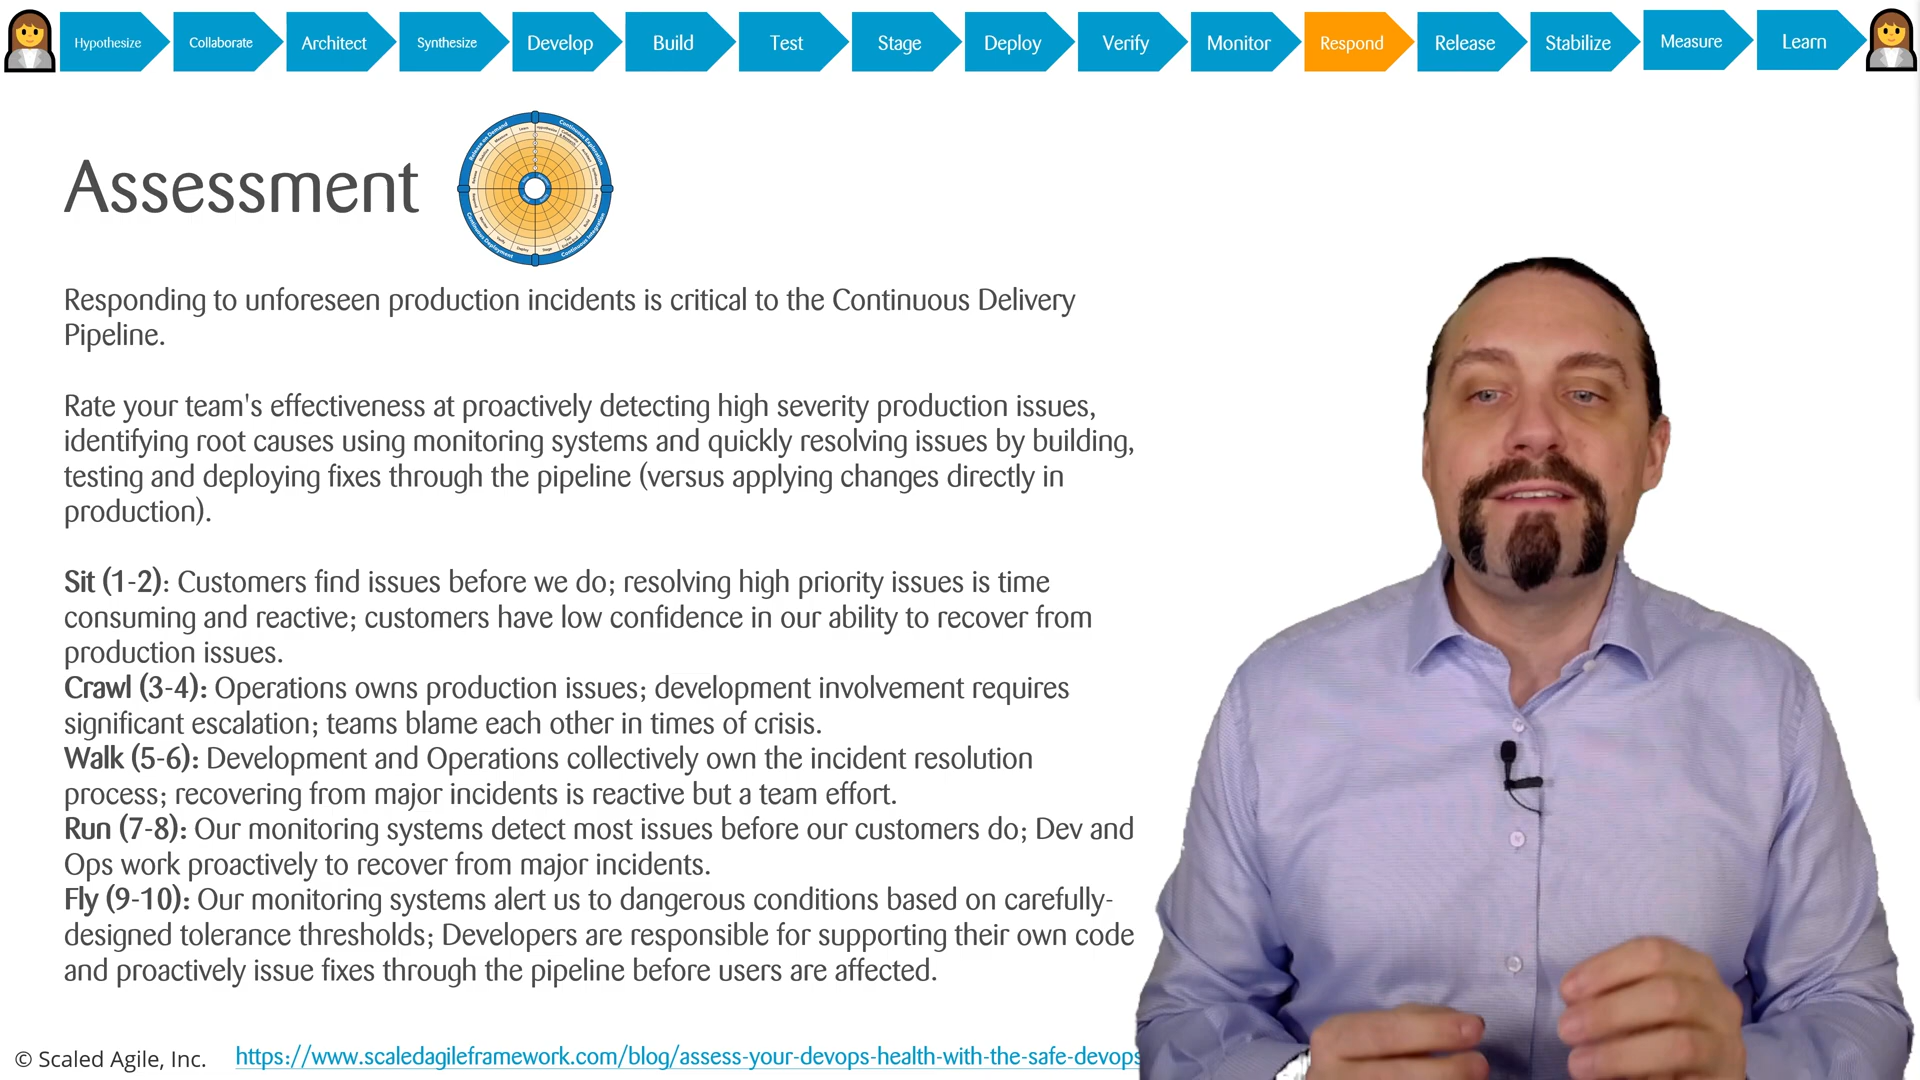 Hypothesize Collaborate Architect Synthesize Develop Build Test Stage Deploy Verify Monitor Respond Release Stabilize Measure Learn
Assessment
Responding to unforeseen production incidents is critical to the Continuous Delivery
Pipeline.
Rate your team's effectiveness at proactively detecting high severity production issues,
identifying root causes using monitoring systems and quickly resolving issues by building,
testing and deploying fixes through the pipeline (versus applying changes directly in
production).
Sit (1-2): Customers find issues before we do; resolving high priority issues is time
consuming and reactive; customers have low confidence in our ability to recover from
production issues.
Crawl (3-4): Operations owns production issues; development involvement requires
significant escalation; teams blame each other in times of crisis.
Walk (5-6): Development and Operations collectively own the incident resolution
process; recovering from major incidents is reactive but a team effort.
Run (7-8): Our monitoring systems detect most issues before our customers do; Dev and
Ops work proactively to recover from major incidents.
Fly (9-10): Our monitoring systems alert us to dangerous conditions based on carefully-
designed tolerance thresholds; Developers are responsible for supporting their own code
and proactively issue fixes through the pipeline before users are affected.
© Scaled Agile, Inc. https://www.scaledagileframework.com/blog/assess-your-devops-health-with-the-safe-devops